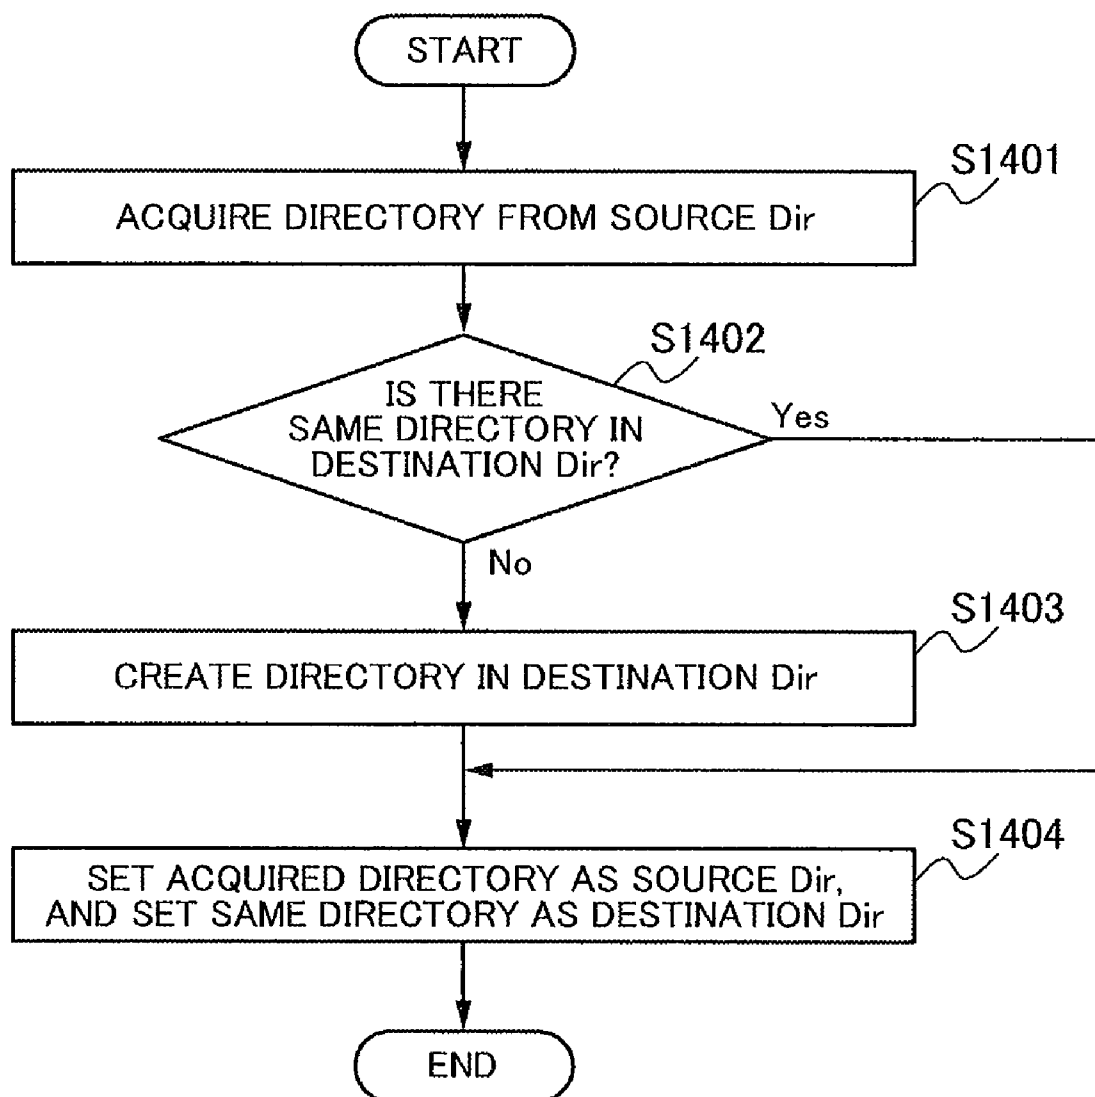 START
S1401
ACQUIRE DIRECTORY FROM SOURCE Dir
S1402
IS THERE
SAME DIRECTORY IN
DESTINATION Dir?
Yes
No
S1403
CREATE DIRECTORY IN DESTINATION Dir
S1404
SET ACQUIRED DIRECTORY AS SOURCE Dir,
AND SET SAME DIRECTORY AS DESTINATION Dir
END